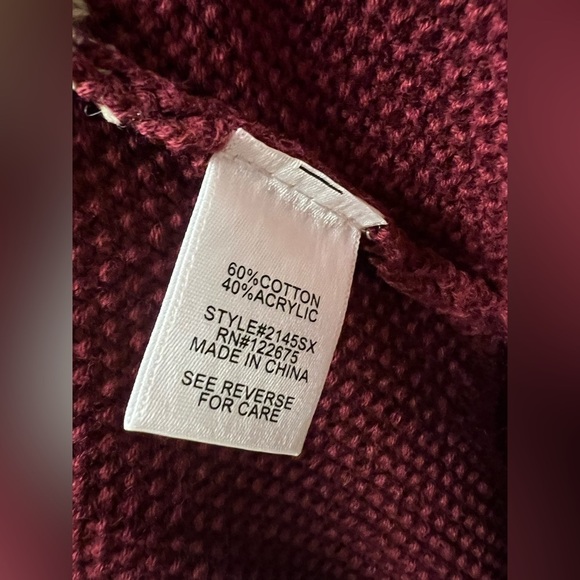 60%COTTON
40%ACRYLIC
STYLE#2145SX
RN#122675
MADE IN CHINA
SEE REVERSE
FOR CARE